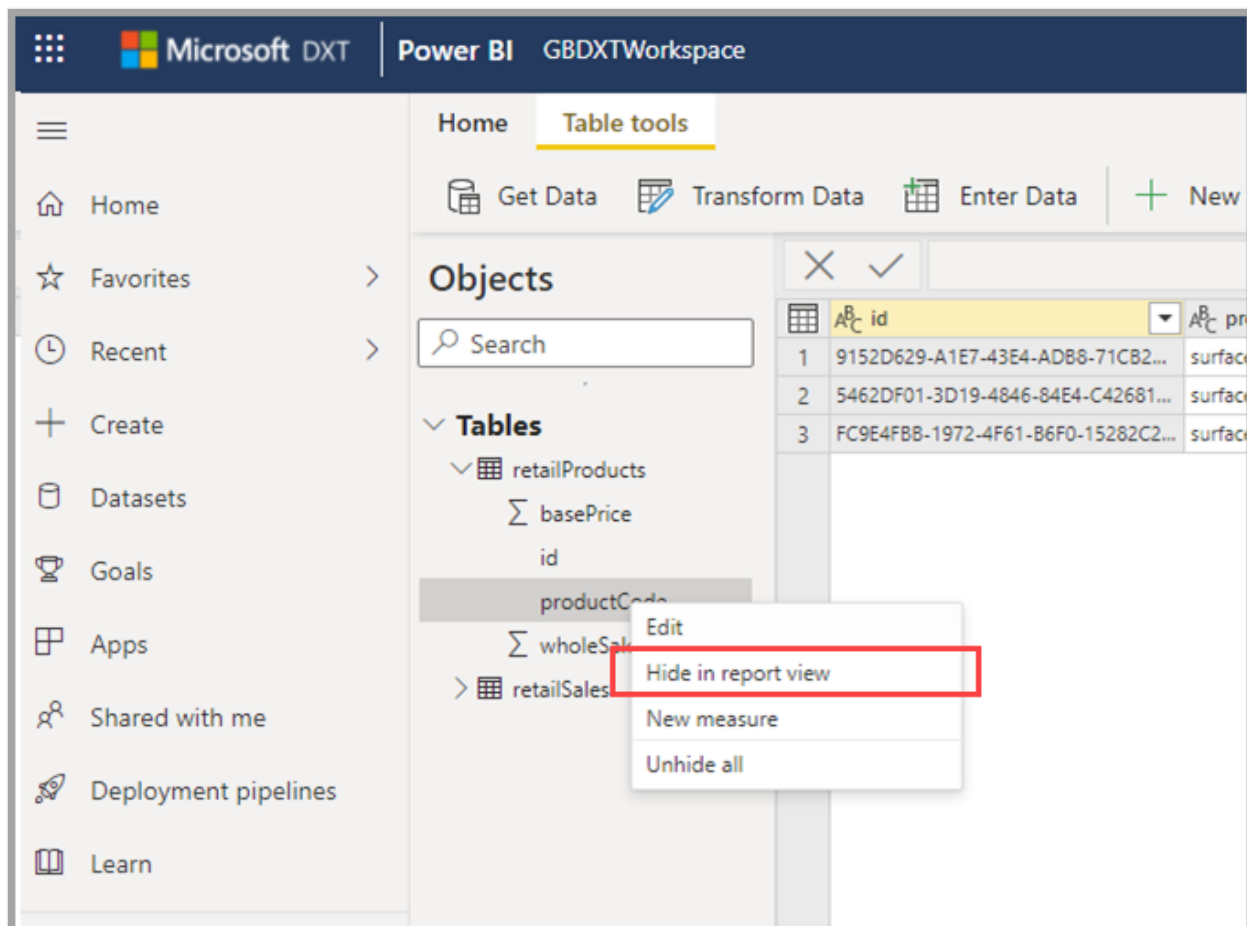 Microsoft DXT Power BI GBDXTWorkspace
Home
Favorites
Recent
Create
Datasets
Goals
Apps
Shared with me
Deployment pipelines
Learn
Home Table tools
Get Data Transform Data Enter Data New
Objects
Search
Tables
retailProducts
basePrice
id
productCode
retailSales
Edit
Hide in report view
New measure
Unhide all
ABC id ABC
1 9152D629-A1E7-43E4-ADB8-71CB2... surface
2 5462DF01-3D19-4846-84E4-C42681... surface
3 FC9E4FBB-1972-4F61-B6F0-15282C2... surface